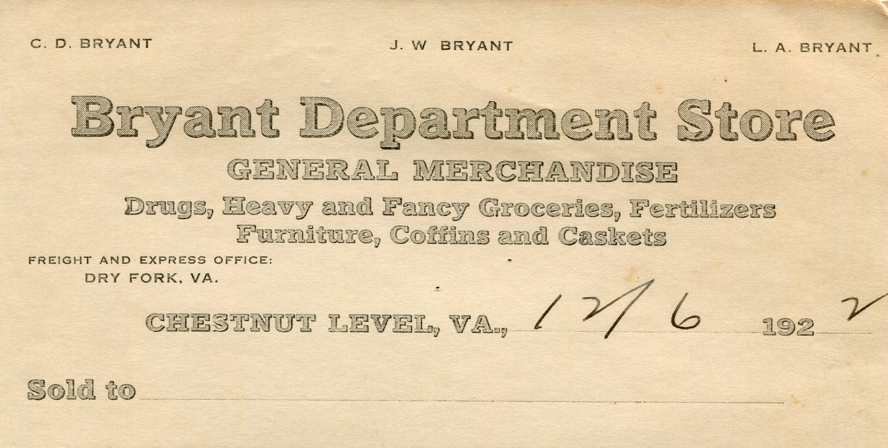 C. D. BRYANT J. W BRYANT L. A. BRYANT
Bryant Department Store
GENERAL MERCHANDISE
Drugs, Heavy and Fancy Groceries, Fertilizers
Furniture, Coffins and Caskets
FREIGHT AND EXPRESS OFFICE:
DRY FORK, VA.
CHESTNUT LEVEL, VA., 12/6 1922
Sold to